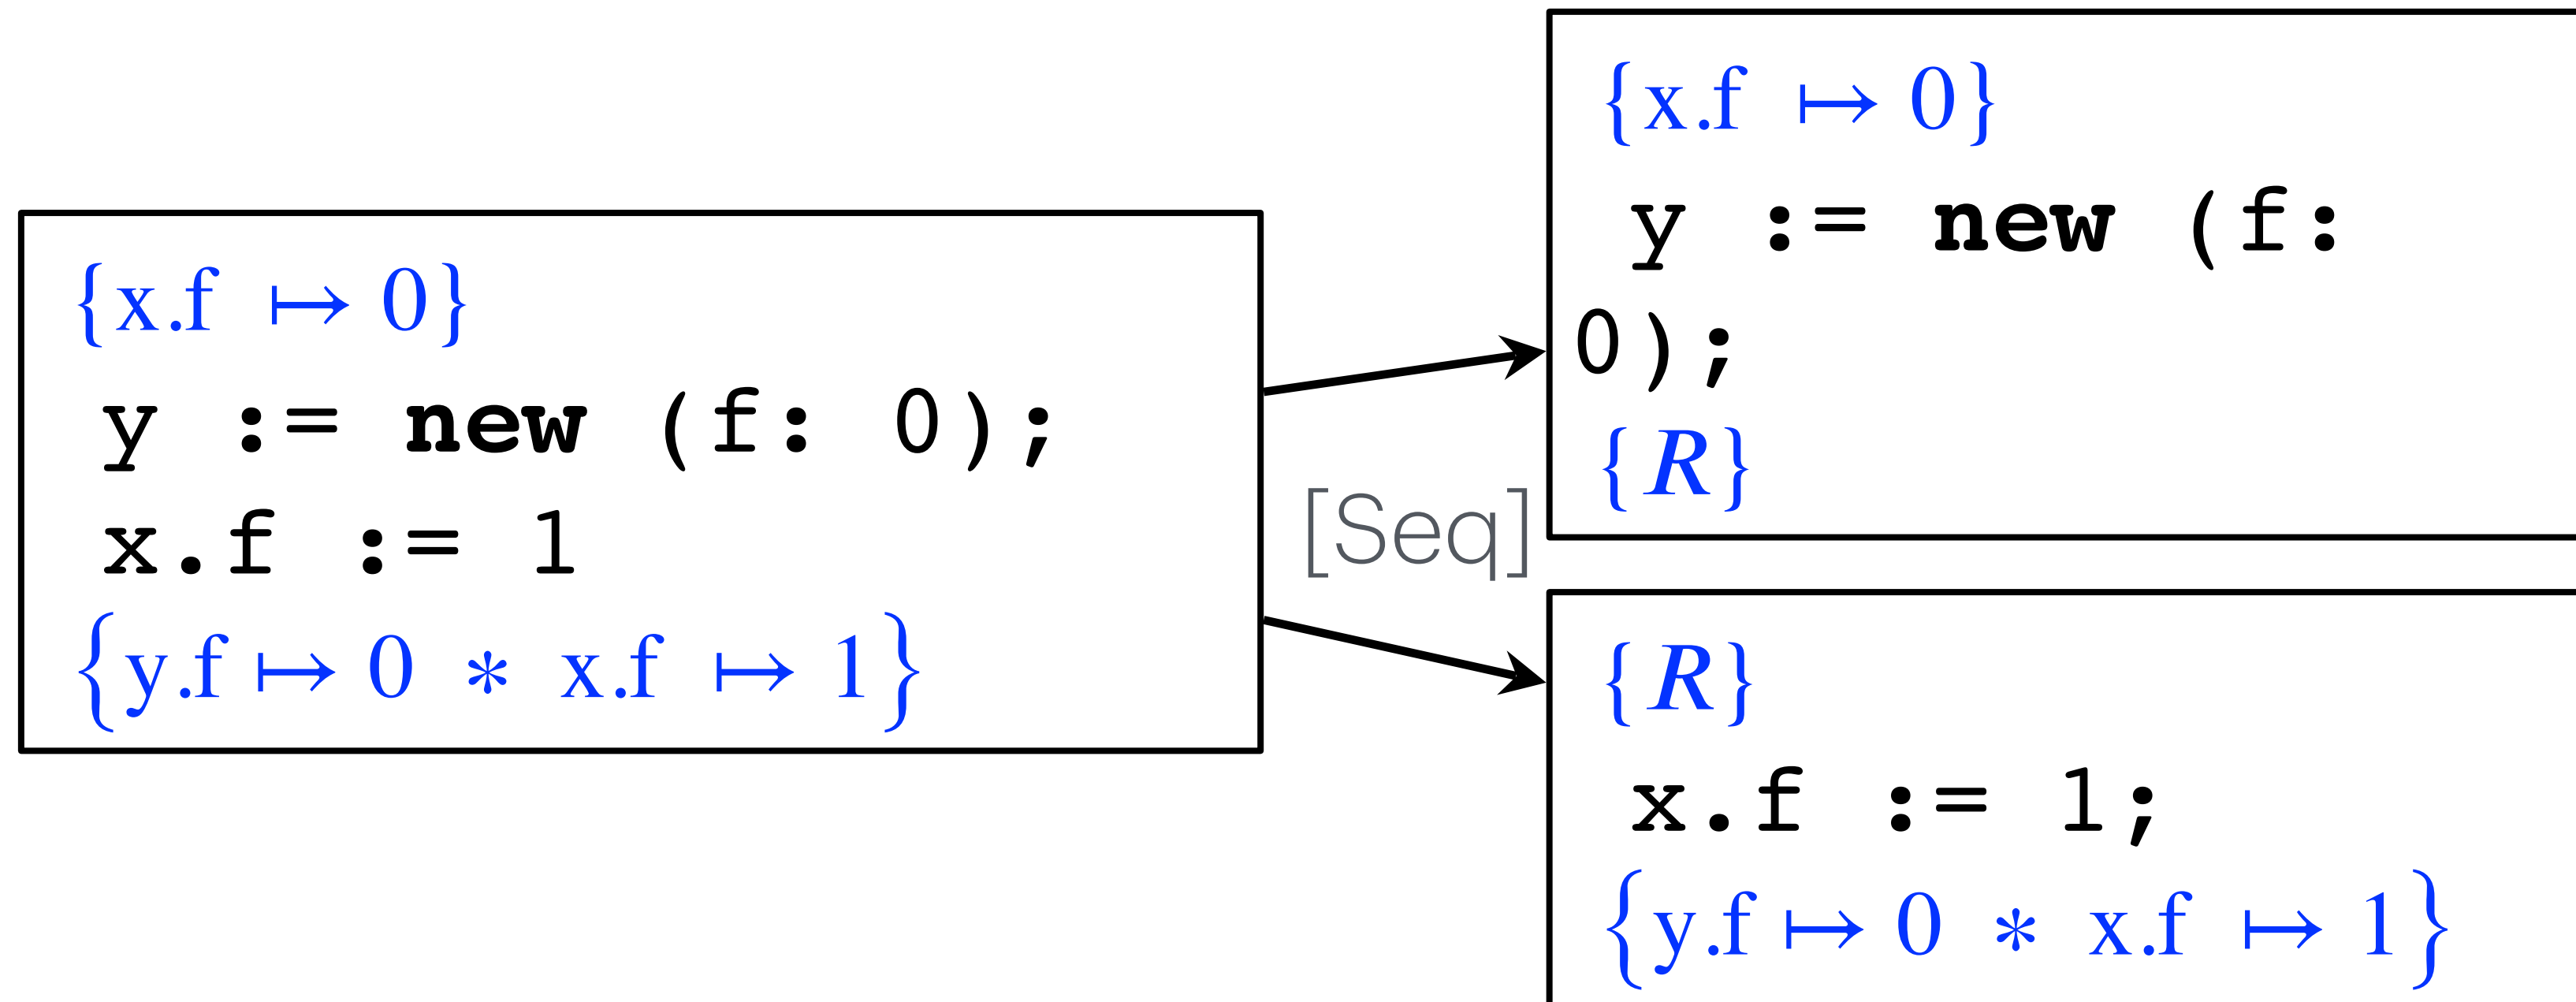 {x.f ↦ 0}
y := new (f: 0);
x.f := 1
{y.f ↦ 0 * x.f ↦ 1}
[Seq]
{x.f ↦ 0}
y := new (f:
0);
{R}
{R}
x.f := 1;
{y.f ↦ 0 * x.f ↦ 1}